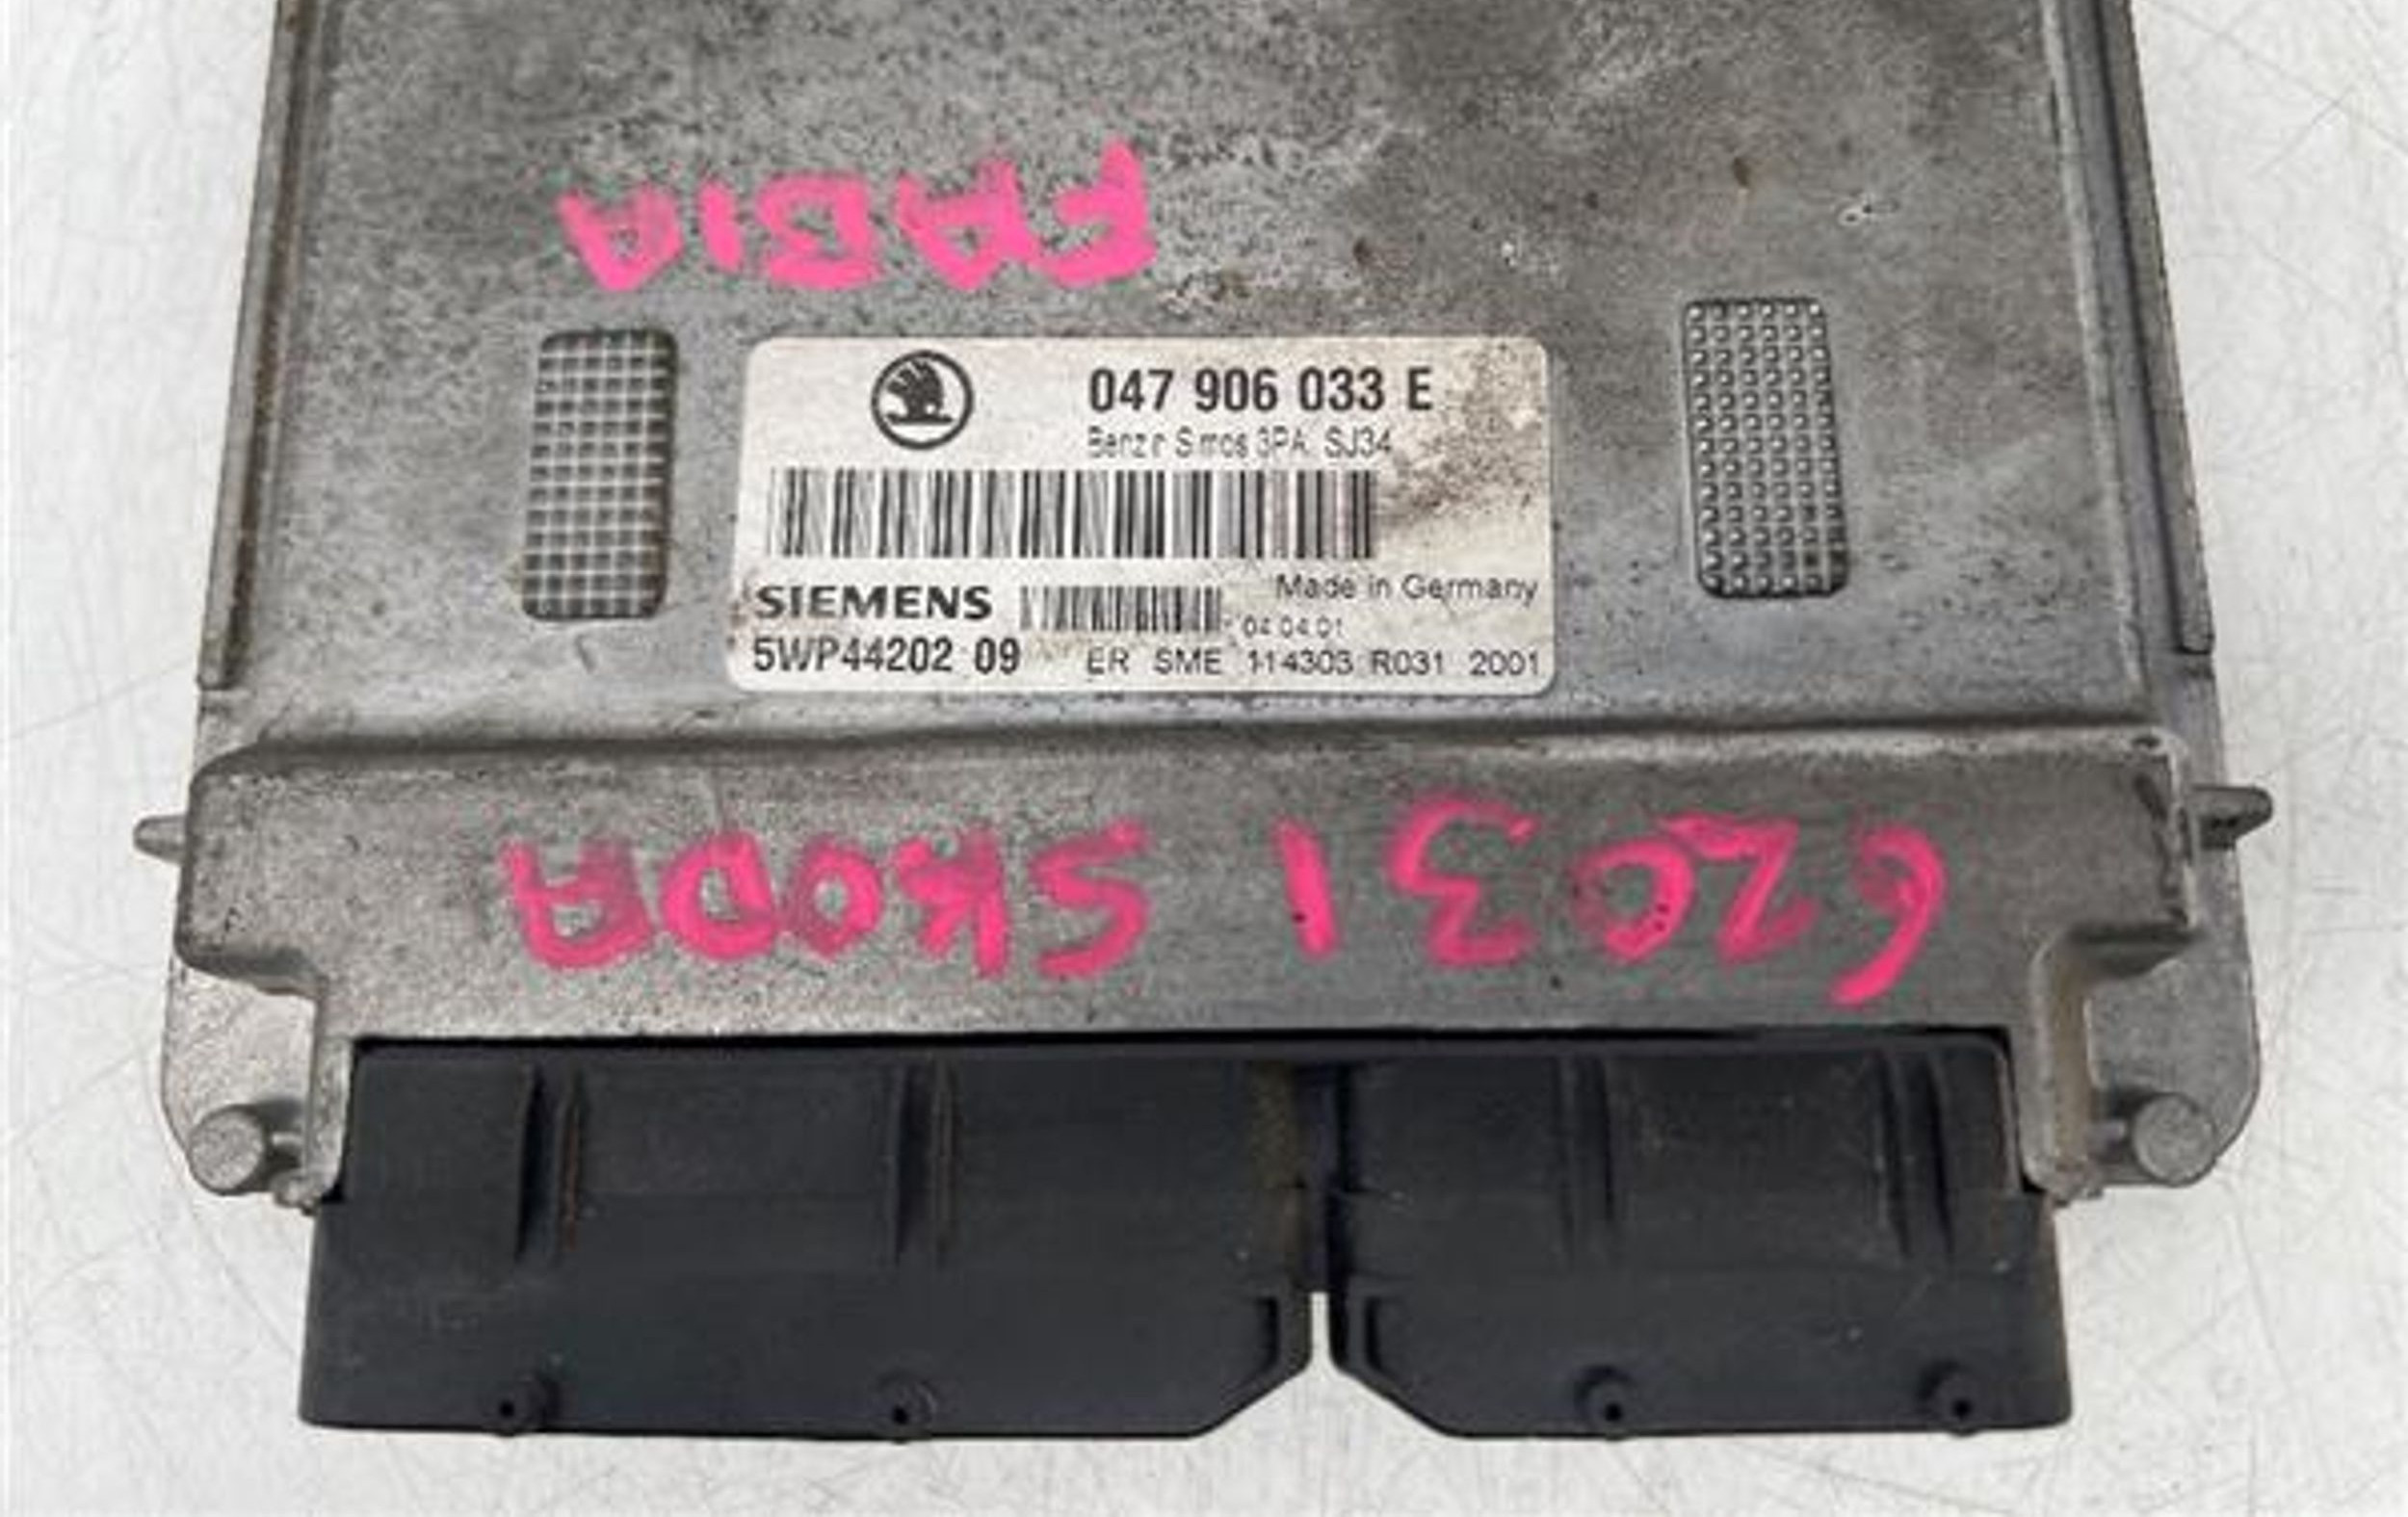 FABIA
047 906 033 E
Benzin Simos 3PA SJ34
Made in Germany
SIEMENS
04.04.01
5WP44202 09 ER SME 114303 R031 2001
6203 1 SKODA